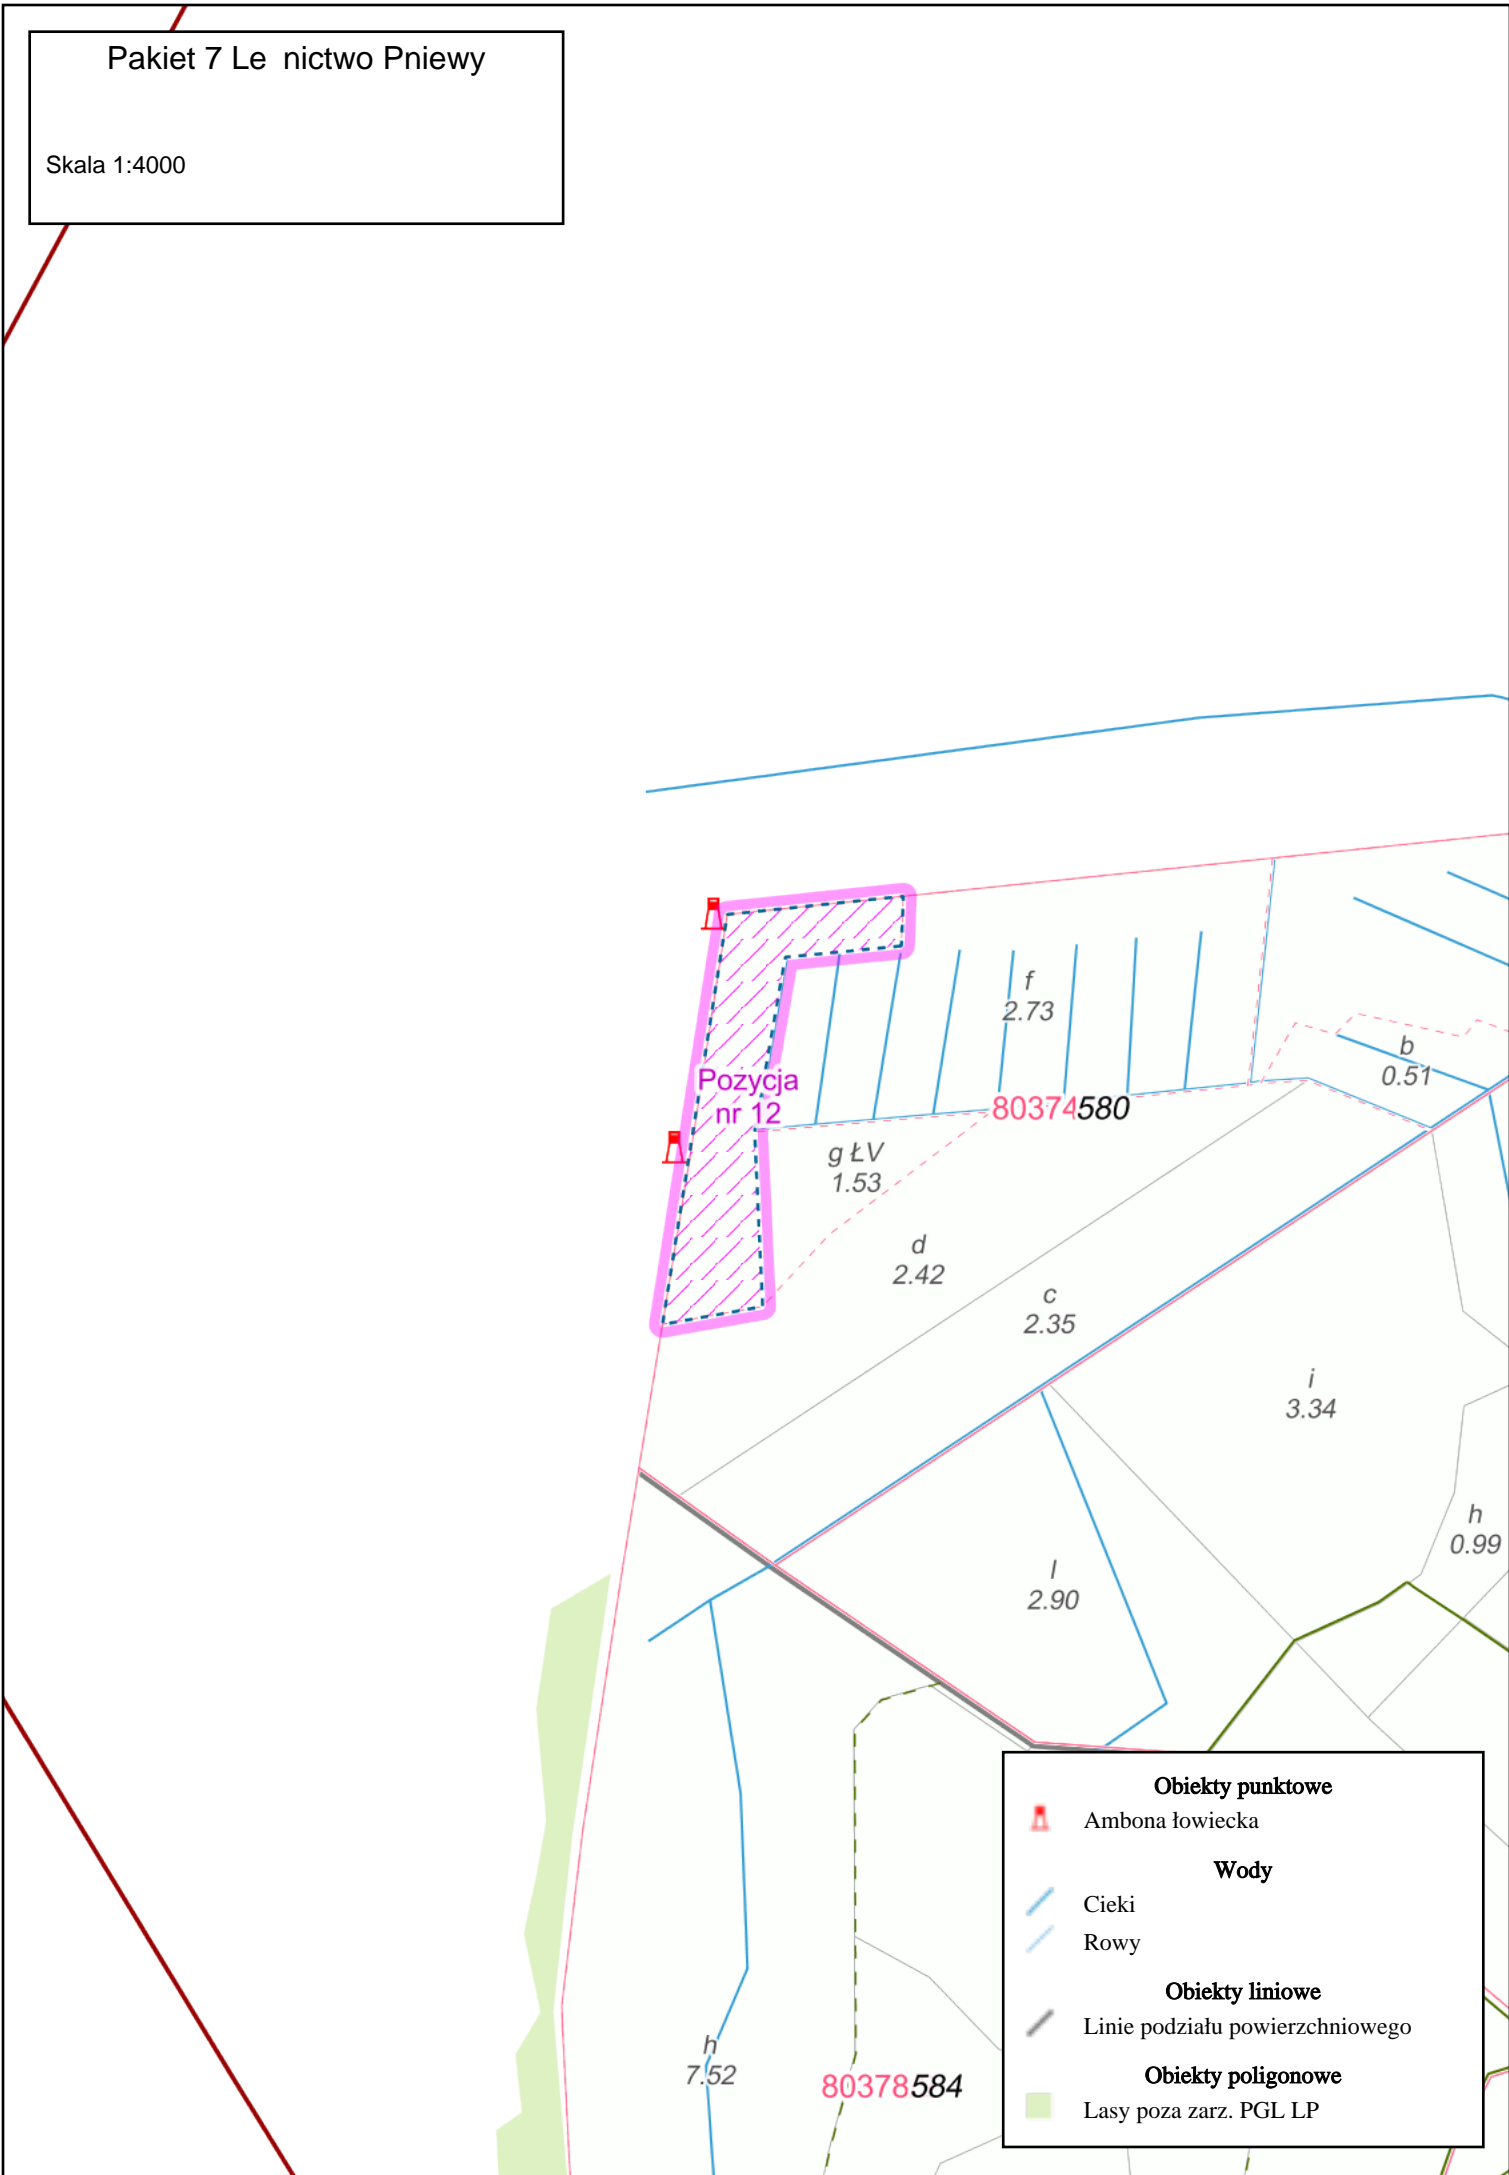 Pakiet 7 Le nictwo Pniewy
Skala 1:4000
f
2.73
b
0.51
Pozycja
nr 12
80374580
g ŁV
1.53
d
2.42
c
2.35
i
3.34
h
0.99
l
2.90
h
7.52
80378584
Obiekty punktowe
Ambona łowiecka
Wody
Cieki
Rowy
Obiekty liniowe
Linie podziału powierzchniowego
Obiekty poligonowe
Lasy poza zarz. PGL LP